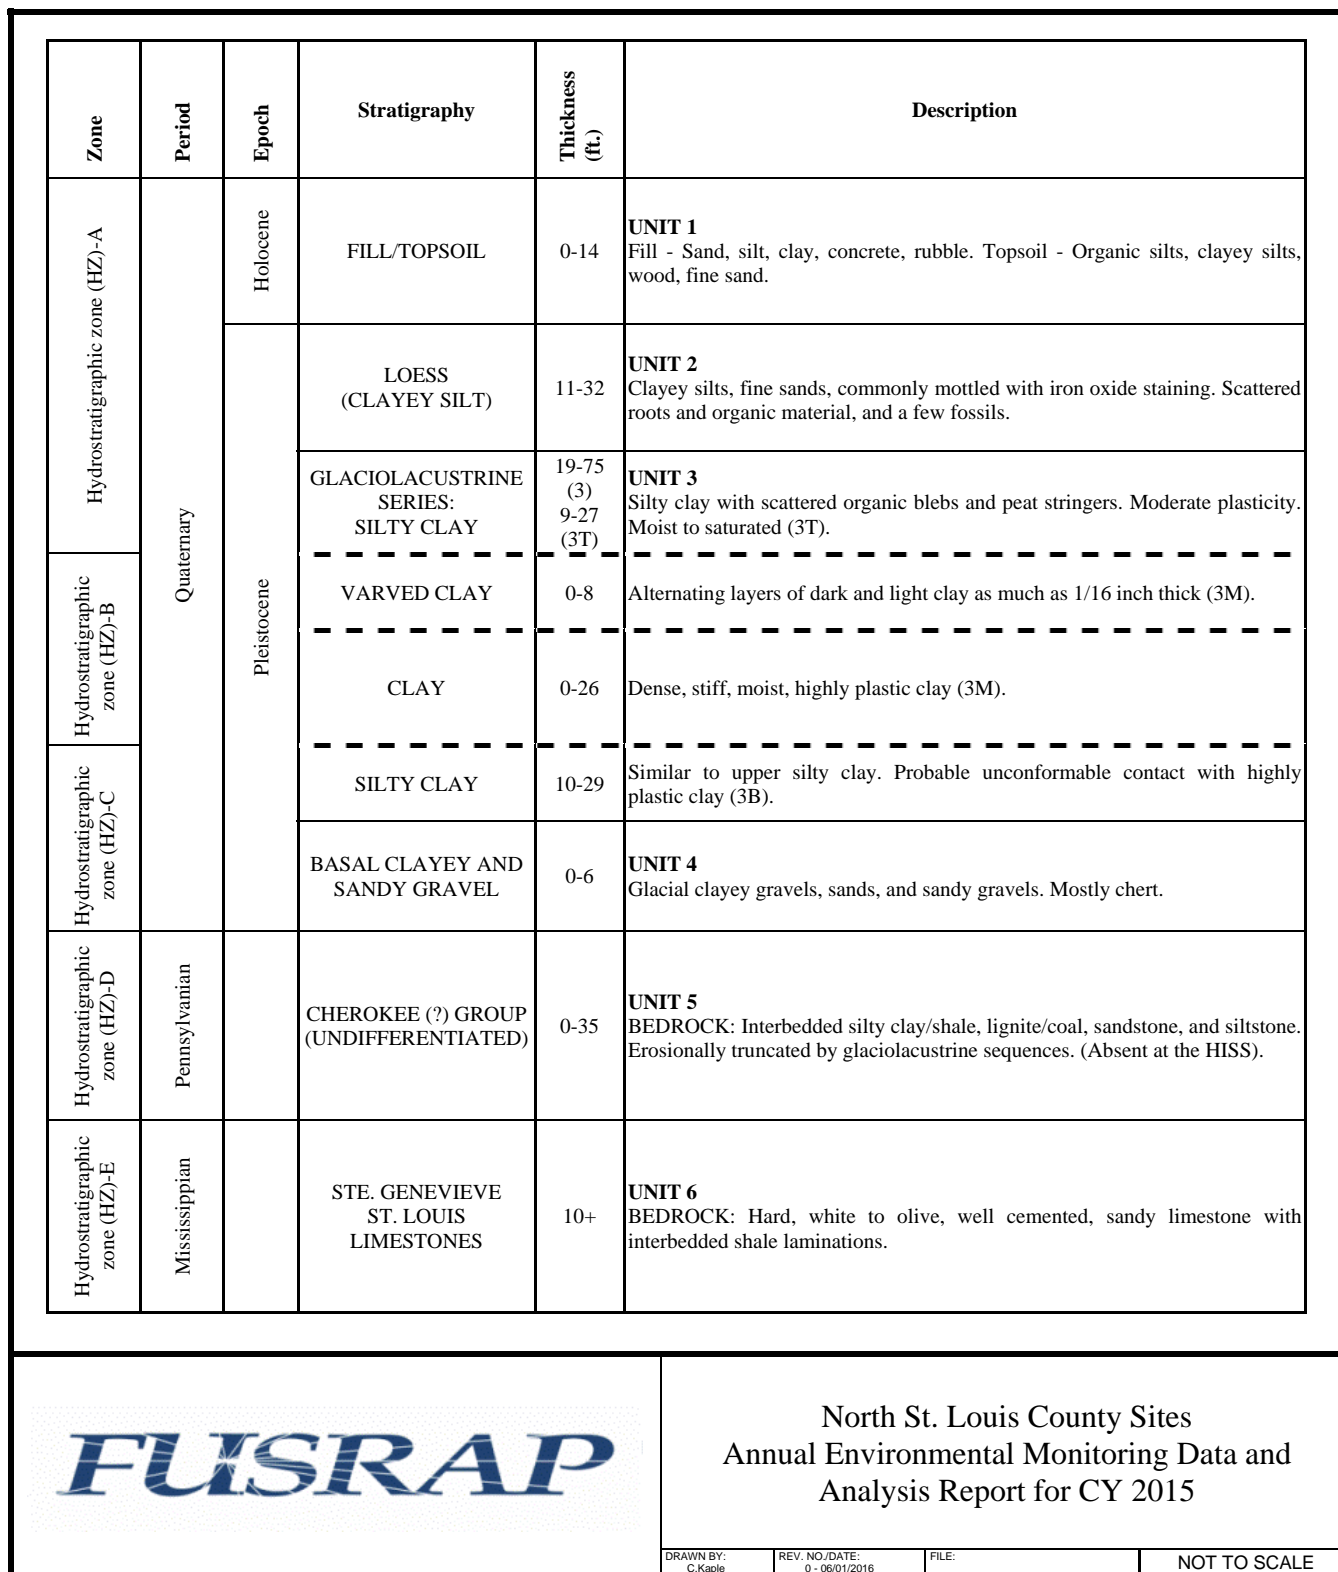 Zone
Period
Epoch
Stratigraphy
Thickness
(ft.)
Description
Hydrostratigraphic zone (HZ)-A
Quaternary
Holocene
FILL/TOPSOIL
0-14
UNIT 1
Fill - Sand, silt, clay, concrete, rubble. Topsoil - Organic silts, clayey silts,
wood, fine sand.
Pleistocene
LOESS
(CLAYEY SILT)
11-32
UNIT 2
Clayey silts, fine sands, commonly mottled with iron oxide staining. Scattered
roots and organic material, and a few fossils.
GLACIOLACUSTRINE
SERIES:
SILTY CLAY
19-75
(3)
9-27
(3T)
UNIT 3
Silty clay with scattered organic blebs and peat stringers. Moderate plasticity.
Moist to saturated (3T).
Hydrostratigraphic
zone (HZ)-B
VARVED CLAY
0-8
Alternating layers of dark and light clay as much as 1/16 inch thick (3M).
CLAY
0-26
Dense, stiff, moist, highly plastic clay (3M).
Hydrostratigraphic
zone (HZ)-C
SILTY CLAY
10-29
Similar to upper silty clay. Probable unconformable contact with highly
plastic clay (3B).
BASAL CLAYEY AND
SANDY GRAVEL
0-6
UNIT 4
Glacial clayey gravels, sands, and sandy gravels. Mostly chert.
Hydrostratigraphic
zone (HZ)-D
Pennsylvanian
CHEROKEE (?) GROUP
(UNDIFFERENTIATED)
0-35
UNIT 5
BEDROCK: Interbedded silty clay/shale, lignite/coal, sandstone, and siltstone.
Erosionally truncated by glaciolacustrine sequences. (Absent at the HISS).
Hydrostratigraphic
zone (HZ)-E
Mississippian
STE. GENEVIEVE
ST. LOUIS
LIMESTONES
10+
UNIT 6
BEDROCK: Hard, white to olive, well cemented, sandy limestone with
interbedded shale laminations.
FUSRAP
North St. Louis County Sites
Annual Environmental Monitoring Data and
Analysis Report for CY 2015
DRAWN BY:
C.Kaple
REV. NO./DATE:
0 - 06/01/2016
FILE:
NOT TO SCALE